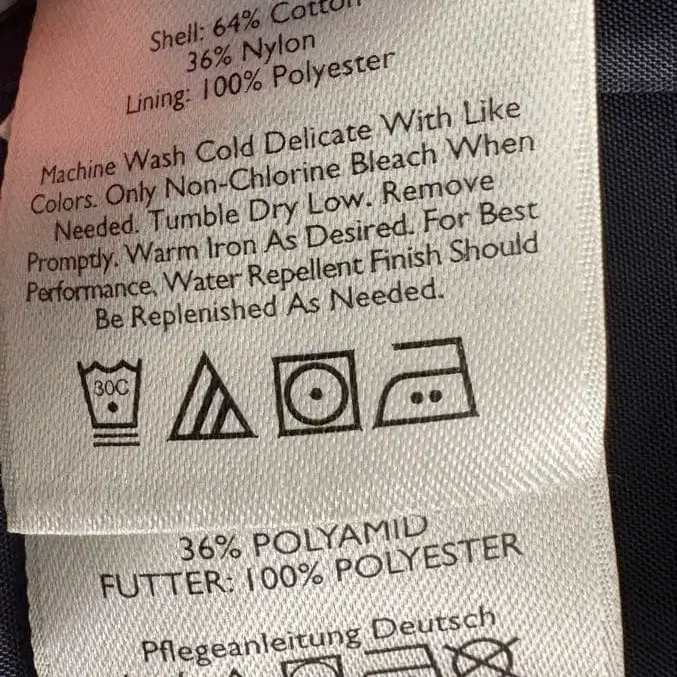 Shell: 64% Cotton
36% Nylon
Lining: 100% Polyester
Machine Wash Cold Delicate With Like
Colors. Only Non-Chlorine Bleach When
Needed. Tumble Dry Low. Remove
Promptly. Warm Iron As Desired. For Best
Performance, Water Repellent Finish Should
Be Replenished As Needed.
30C
36% POLYAMID
FUTTER: 100% POLYESTER
Pflegeanleitung Deutsch